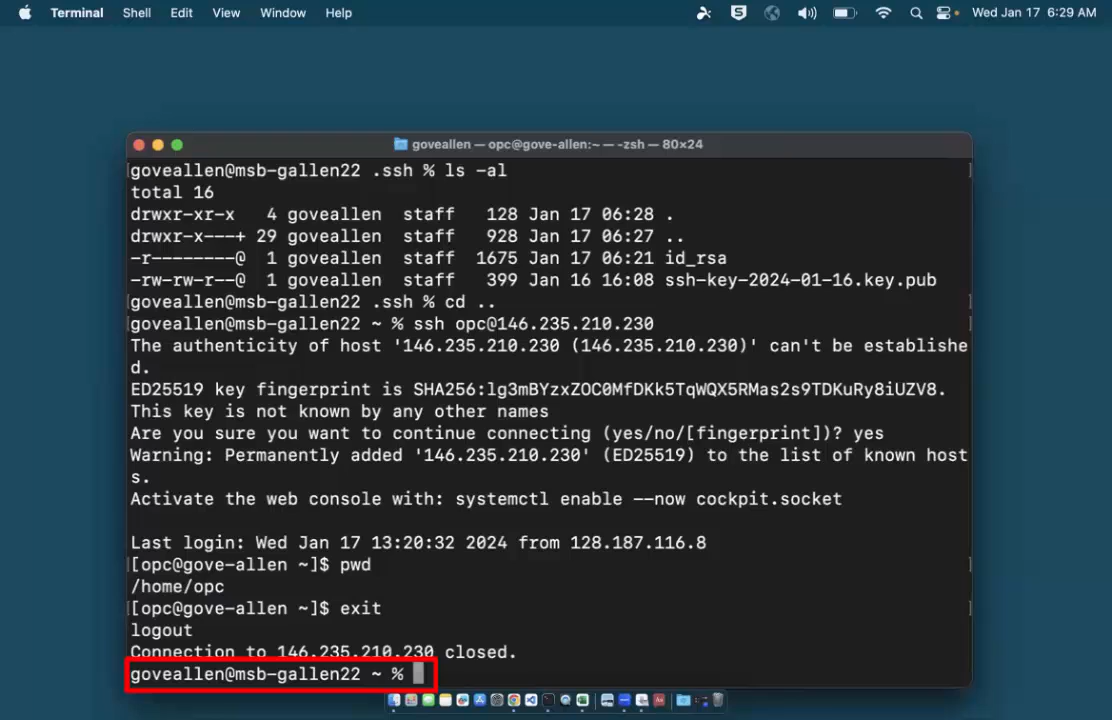 Terminal Shell Edit View Window Help Wed Jan 17 6:29 AM
goveallen — opc@gove-allen:~ — -zsh — 80×24
[goveallen@msb-gallen22 .ssh % ls -al ]
total 16
drwxr-xr-x 4 goveallen staff 128 Jan 17 06:28 .
drwxr-x---+ 29 goveallen staff 928 Jan 17 06:27 ..
-r--------@ 1 goveallen staff 1675 Jan 17 06:21 id_rsa
-rw-rw-r--@ 1 goveallen staff 399 Jan 16 16:08 ssh-key-2024-01-16.key.pub
[goveallen@msb-gallen22 .ssh % cd .. ]
[goveallen@msb-gallen22 ~ % ssh opc@146.235.210.230 ]
The authenticity of host '146.235.210.230 (146.235.210.230)' can't be establishe
d.
ED25519 key fingerprint is SHA256:lg3mBYzxZOC0MfDKk5TqWQX5RMas2s9TDKuRy8iUZV8.
This key is not known by any other names
Are you sure you want to continue connecting (yes/no/[fingerprint])? yes
Warning: Permanently added '146.235.210.230' (ED25519) to the list of known host
s.
Activate the web console with: systemctl enable --now cockpit.socket
Last login: Wed Jan 17 13:20:32 2024 from 128.187.116.8
[[opc@gove-allen ~]$ pwd ]
/home/opc
[[opc@gove-allen ~]$ exit ]
logout
Connection to 146.235.210.230 closed.
goveallen@msb-gallen22 ~ %